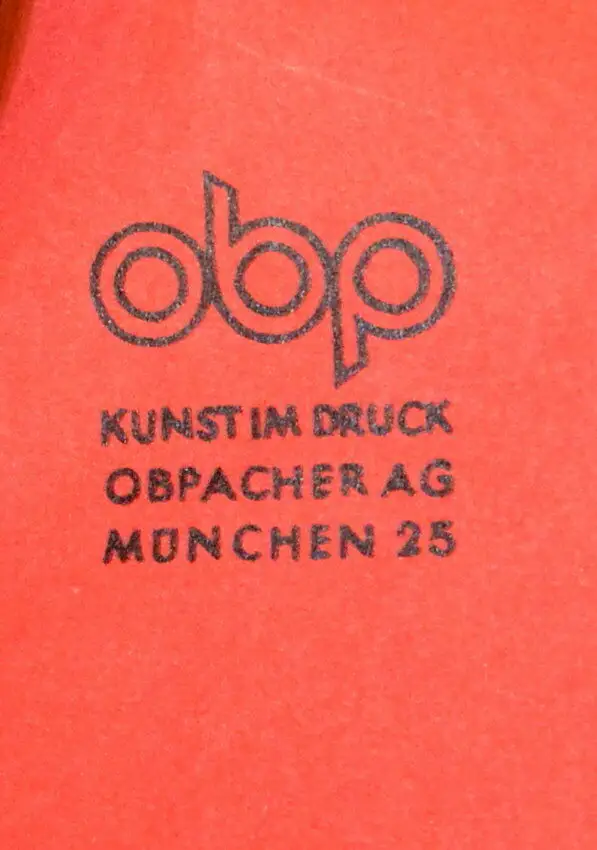 obp
KUNST IM DRUCK
OBPACHER AG
MÜNCHEN 25